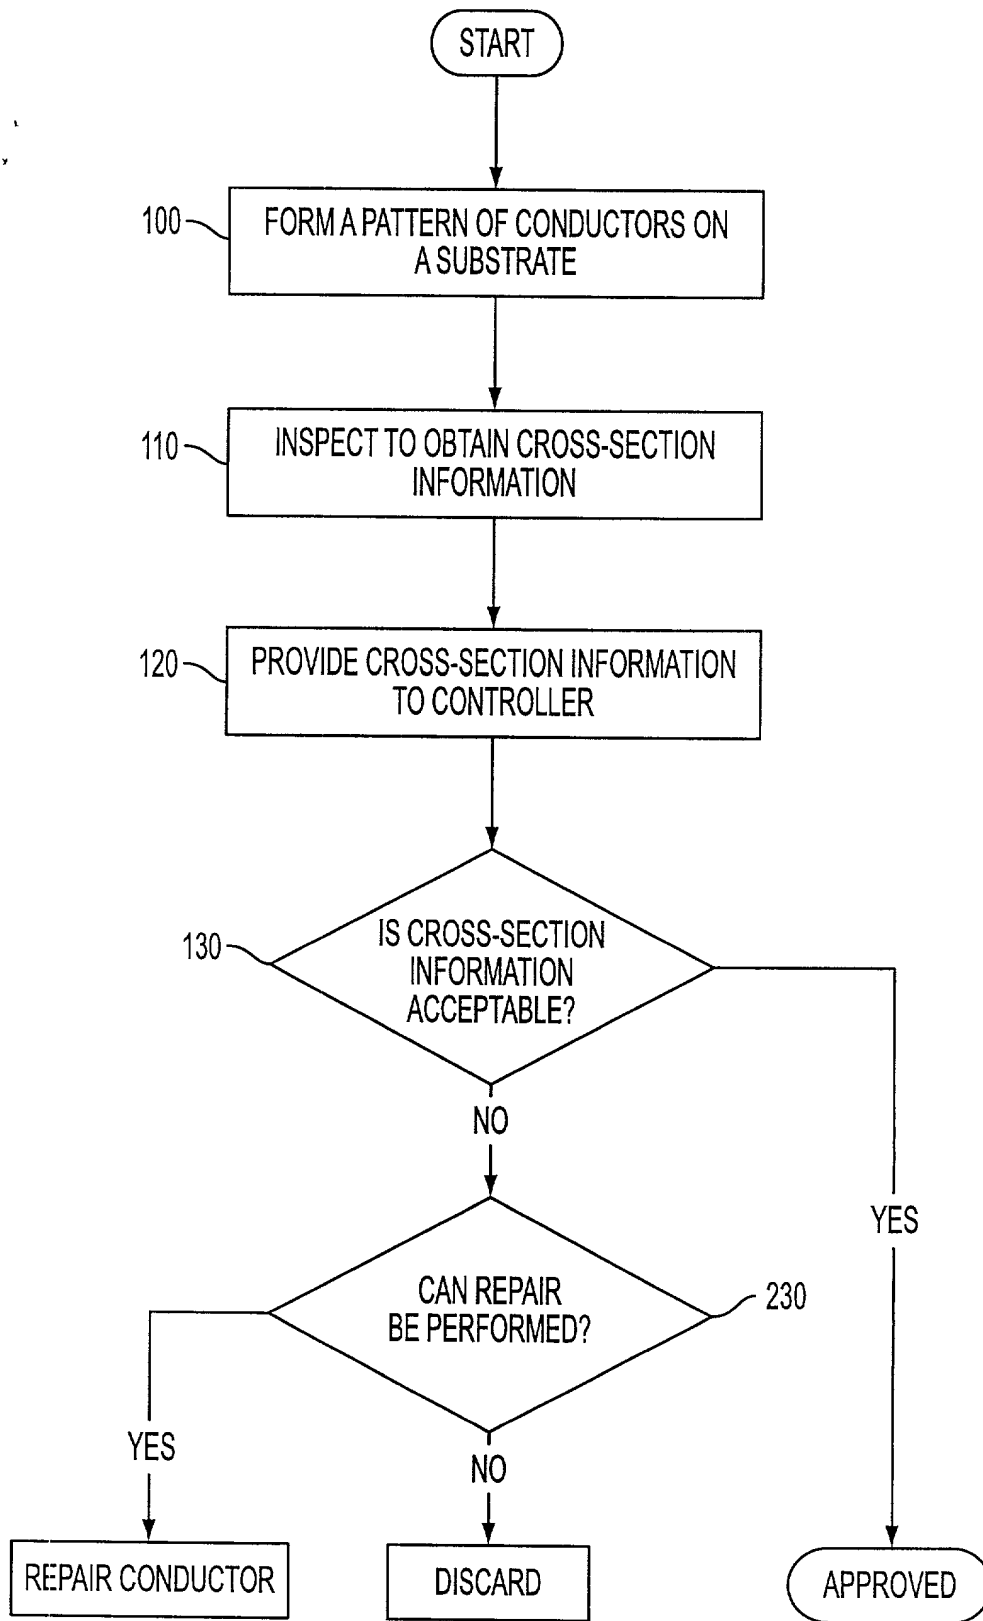 START
100
FORM A PATTERN OF CONDUCTORS ON
A SUBSTRATE
110
INSPECT TO OBTAIN CROSS-SECTION
INFORMATION
120
PROVIDE CROSS-SECTION INFORMATION
TO CONTROLLER
130
IS CROSS-SECTION
INFORMATION
ACCEPTABLE?
NO
YES
CAN REPAIR
BE PERFORMED?
230
YES
NO
REPAIR CONDUCTOR
DISCARD
APPROVED